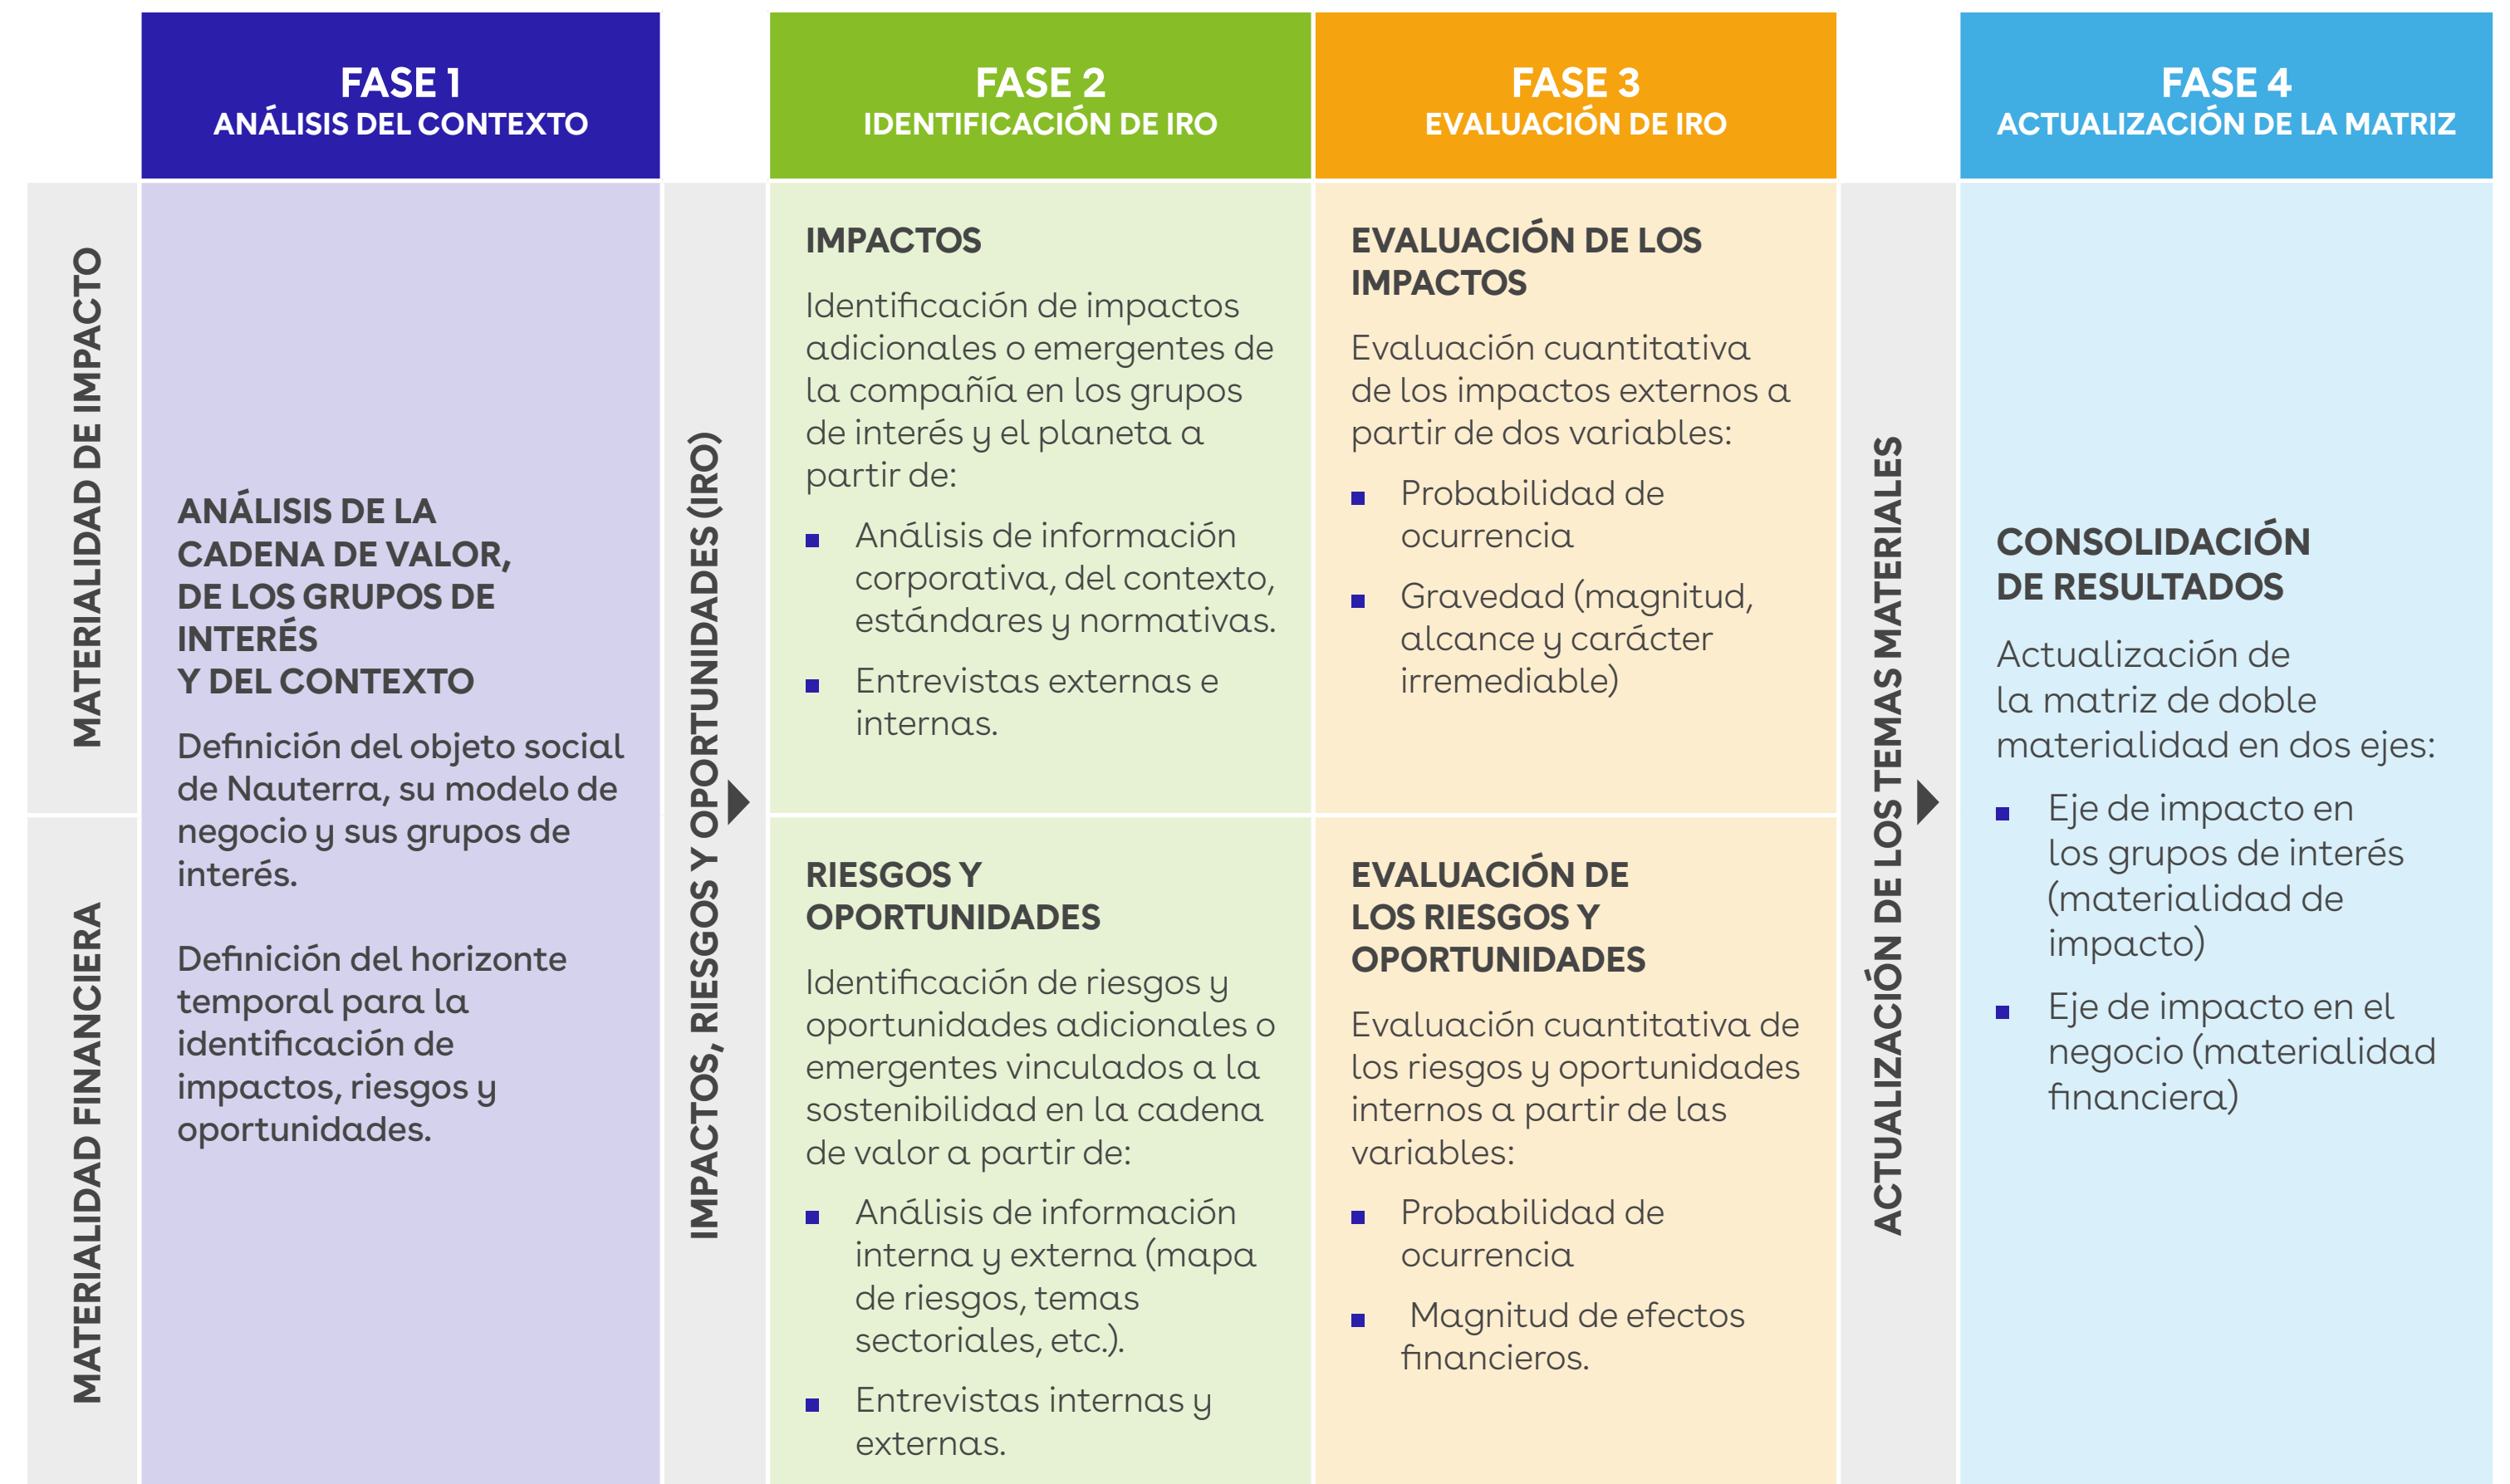 FASE 1
ANÁLISIS DEL CONTEXTO
FASE 2
IDENTIFICACIÓN DE IRO
FASE 3
EVALUACIÓN DE IRO
FASE 4
ACTUALIZACIÓN DE LA MATRIZ
MATERIALIDAD DE IMPACTO
MATERIALIDAD FINANCIERA
ANÁLISIS DE LA
CADENA DE VALOR,
DE LOS GRUPOS DE
INTERÉS
Y DEL CONTEXTO
Definición del objeto social
de Nauterra, su modelo de
negocio y sus grupos de
interés.
Definición del horizonte
temporal para la
identificación de
impactos, riesgos y
oportunidades.
IMPACTOS, RIESGOS Y OPORTUNIDADES (IRO)
IMPACTOS
Identificación de impactos
adicionales o emergentes de
la compañía en los grupos
de interés y el planeta a
partir de:
Análisis de información
corporativa, del contexto,
estándares y normativas.
Entrevistas externas e
internas.
RIESGOS Y
OPORTUNIDADES
Identificación de riesgos y
oportunidades adicionales o
emergentes vinculados a la
sostenibilidad en la cadena
de valor a partir de:
Análisis de información
interna y externa (mapa
de riesgos, temas
sectoriales, etc.).
Entrevistas internas y
externas.
EVALUACIÓN DE LOS
IMPACTOS
Evaluación cuantitativa
de los impactos externos a
partir de dos variables:
Probabilidad de
ocurrencia
Gravedad (magnitud,
alcance y carácter
irremediable)
EVALUACIÓN DE
LOS RIESGOS Y
OPORTUNIDADES
Evaluación cuantitativa de
los riesgos y oportunidades
internos a partir de las
variables:
Probabilidad de
ocurrencia
Magnitud de efectos
financieros.
ACTUALIZACIÓN DE LOS TEMAS MATERIALES
CONSOLIDACIÓN
DE RESULTADOS
Actualización de
la matriz de doble
materialidad en dos ejes:
Eje de impacto en
los grupos de interés
(materialidad de
impacto)
Eje de impacto en el
negocio (materialidad
financiera)